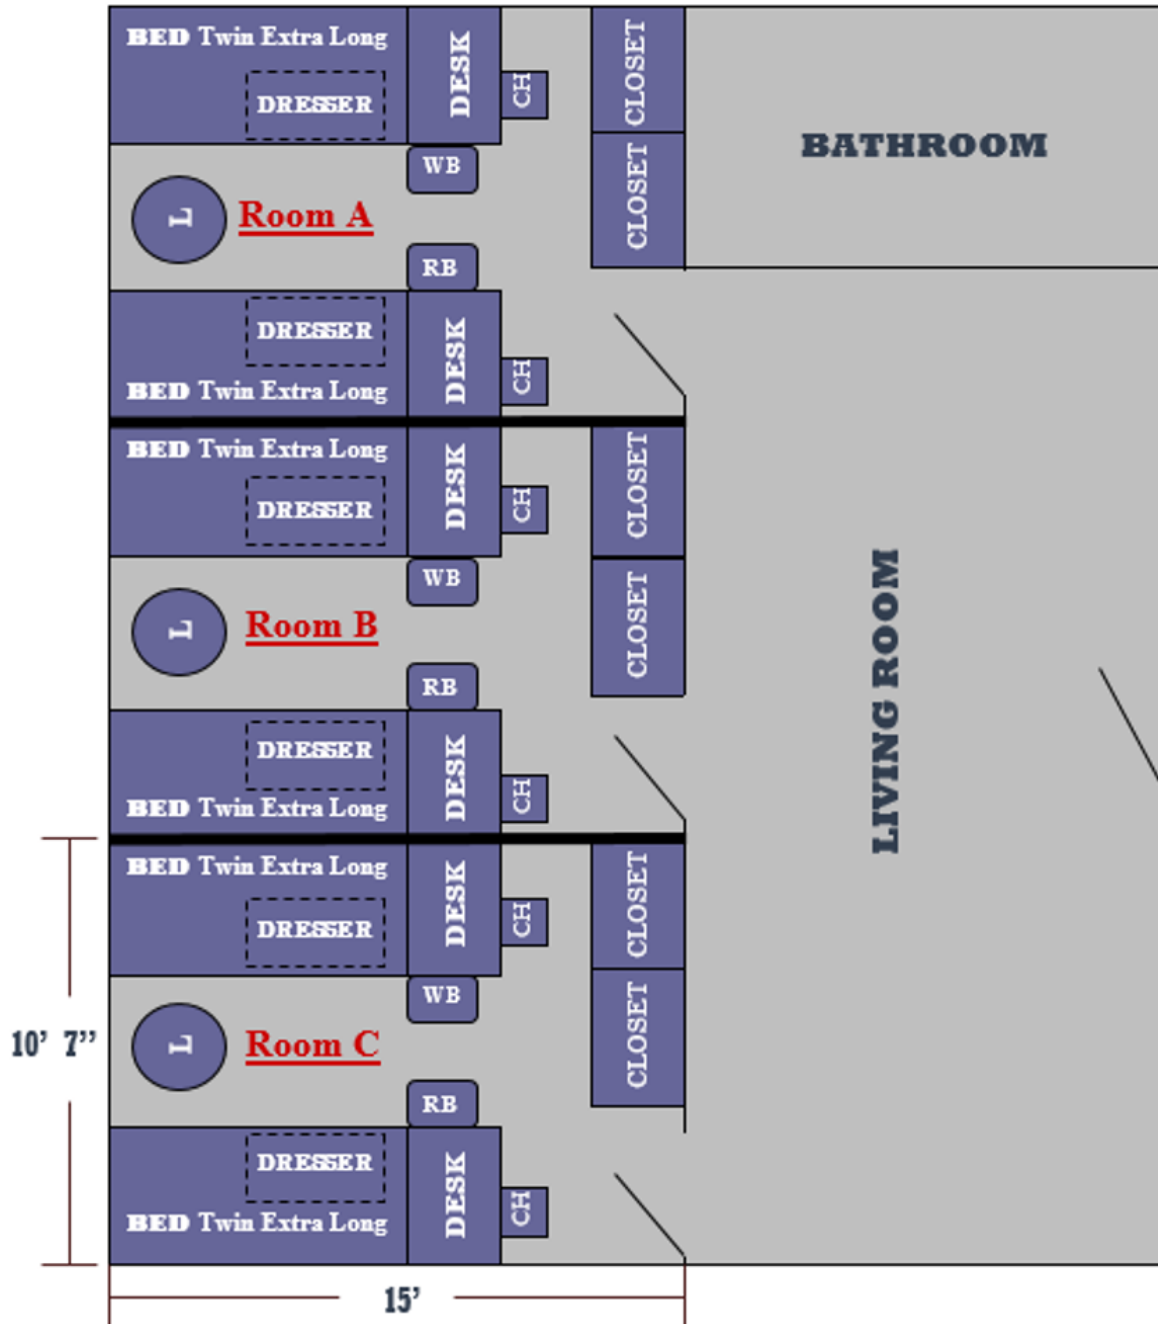 BED Twin Extra Long
DRESSER
DESK
CH
CLOSET
CLOSET
BATHROOM
WB
L
Room A
RB
DRESSER
BED Twin Extra Long
DESK
CH
BED Twin Extra Long
DRESSER
DESK
CH
CLOSET
CLOSET
WB
L
Room B
RB
DRESSER
BED Twin Extra Long
DESK
CH
LIVING ROOM
BED Twin Extra Long
DRESSER
DESK
CH
CLOSET
CLOSET
WB
L
Room C
RB
10’ 7”
DRESSER
BED Twin Extra Long
DESK
CH
15’